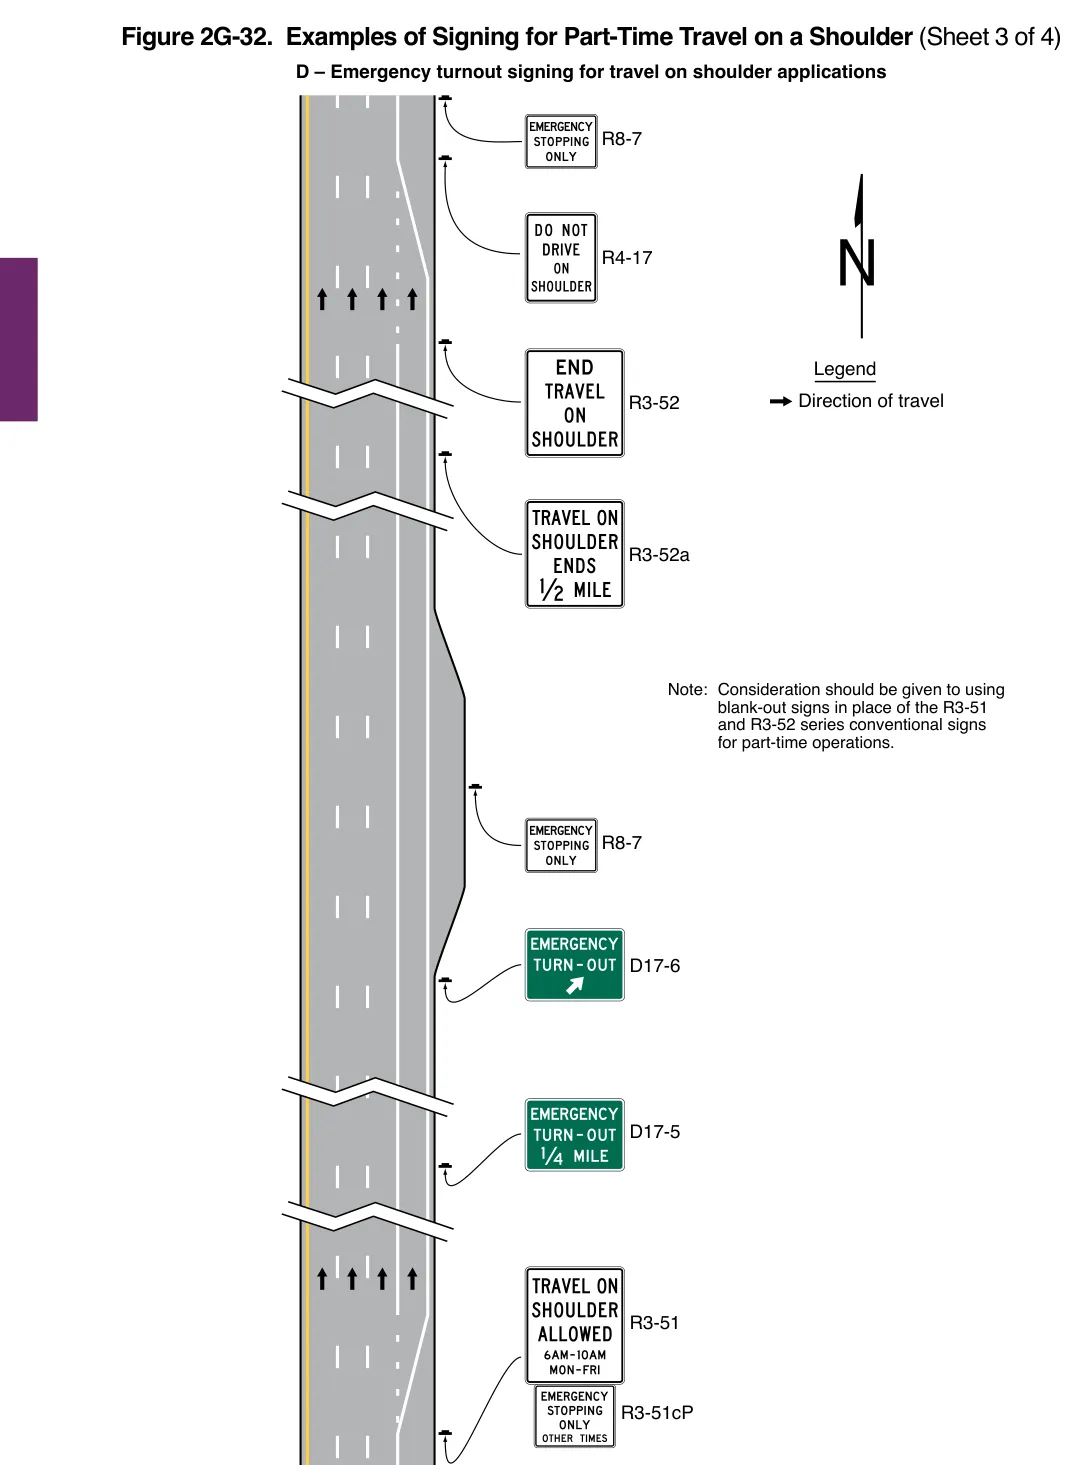 Figure 2G-32. Examples of Signing for Part-Time Travel on a Shoulder (Sheet 3 of 4)
D – Emergency turnout signing for travel on shoulder applications
EMERGENCY
STOPPING
ONLY
R8-7
DO NOT
DRIVE
ON
SHOULDER
R4-17
N
END
TRAVEL
ON
SHOULDER
R3-52
Legend
Direction of travel
TRAVEL ON
SHOULDER
ENDS
1/2 MILE
R3-52a
Note: Consideration should be given to using
blank-out signs in place of the R3-51
and R3-52 series conventional signs
for part-time operations.
EMERGENCY
STOPPING
ONLY
R8-7
EMERGENCY
TURN-OUT
D17-6
EMERGENCY
TURN-OUT
1/4 MILE
D17-5
TRAVEL ON
SHOULDER
ALLOWED
6AM-10AM
MON-FRI
R3-51
EMERGENCY
STOPPING
ONLY
OTHER TIMES
R3-51cP